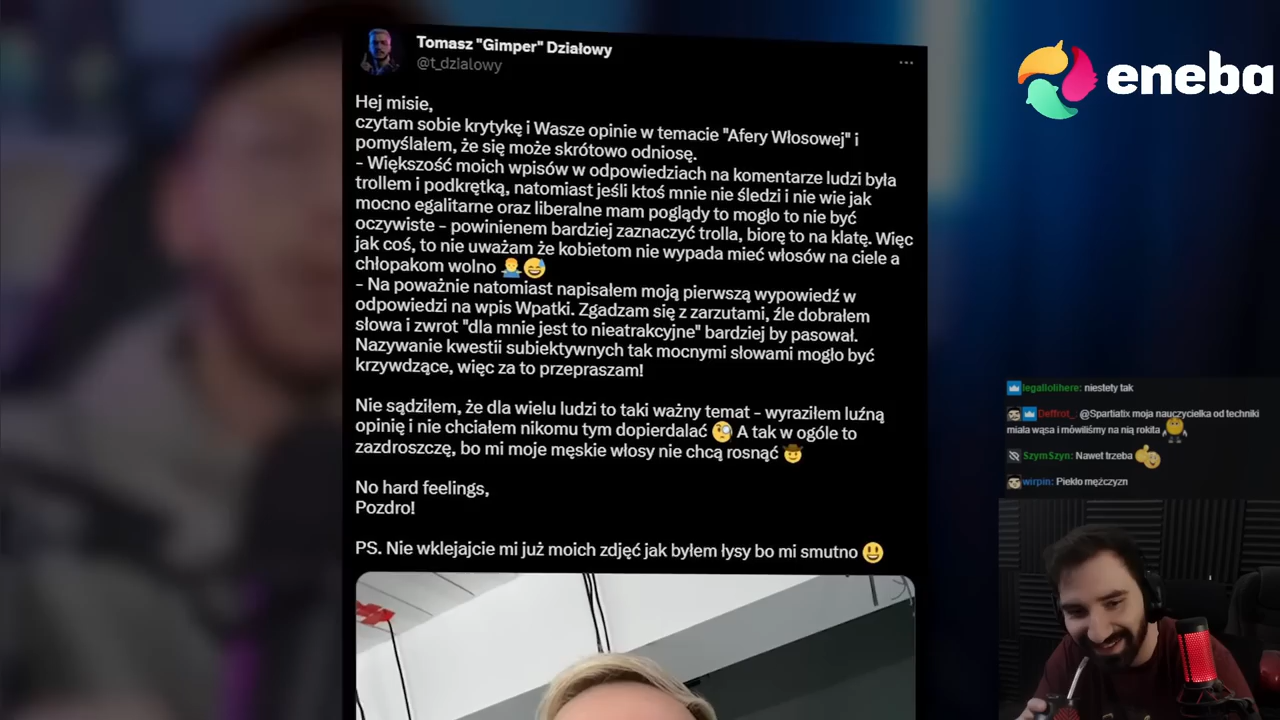 Tomasz "Gimper" Działowy
@t_dzialowy
Hej misie,
czytam sobie krytykę i Wasze opinie w temacie "Afery Włosowej" i
pomyślałem, że się może skrótowo odniosę.
- Większość moich wpisów w odpowiedziach na komentarze ludzi była
trollem i podkrętką, natomiast jeśli ktoś mnie nie śledzi i nie wie jak
mocno egalitarne oraz liberalne mam poglądy to mogło to nie być
oczywiste - powinienem bardziej zaznaczyć trolla, biorę to na klatę. Więc
jak coś, to nie uważam że kobietom nie wypada mieć włosów na ciele a
chłopakom wolno 🤷‍♂️😅
- Na poważnie natomiast napisałem moją pierwszą wypowiedź w
odpowiedzi na wpis Wpatki. Zgadzam się z zarzutami, źle dobrałem
słowa i zwrot "dla mnie jest to nieatrakcyjne" bardziej by pasował.
Nazywanie kwestii subiektywnych tak mocnymi słowami mogło być
krzywdzące, więc za to przepraszam!
Nie sądziłem, że dla wielu ludzi to taki ważny temat - wyraziłem luźną
opinię i nie chciałem nikomu tym dopierdalać 🧐 A tak w ogóle to
zazdroszczę, bo mi moje męskie włosy nie chcą rosnąć 🤠
No hard feelings,
Pozdro!
PS. Nie wklejajcie mi już moich zdjęć jak byłem łysy bo mi smutno 😃
eneba
legallolihere: niestety tak
Deffrot_: @Spartiatix moja nauczycielka od techniki
miała wąsa i mówiliśmy na nią rokita
SzymSzyn: Nawet trzeba
wirpin: Piekło mężczyzn